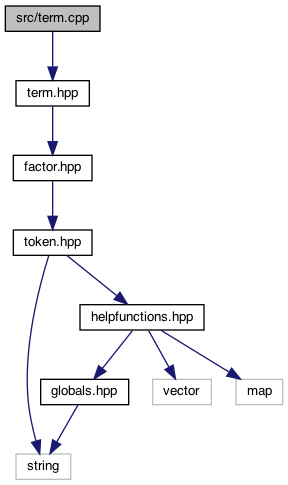 src/term.cpp
term.hpp
factor.hpp
token.hpp
helpfunctions.hpp
globals.hpp
vector
map
string